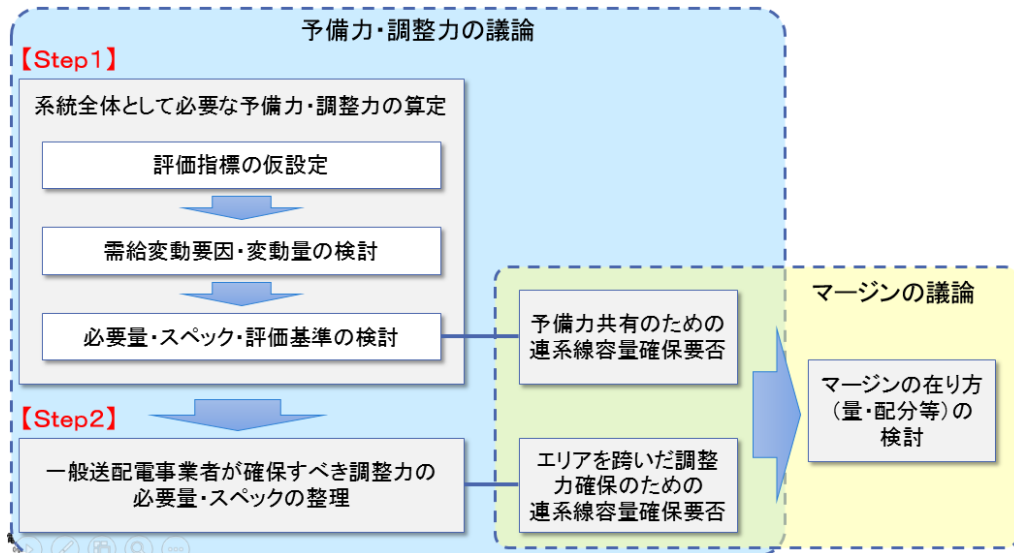 予備力・調整力の議論
【Step1】
系統全体として必要な予備力・調整力の算定
評価指標の仮設定
需給変動要因・変動量の検討
必要量・スペック・評価基準の検討
【Step2】
一般送配電事業者が確保すべき調整力の
必要量・スペックの整理
予備力共有のための
連系線容量確保要否
エリアを跨いだ調整
力確保のための
連系線容量確保要否
マージンの議論
マージンの在り方
（量・配分等）の
検討